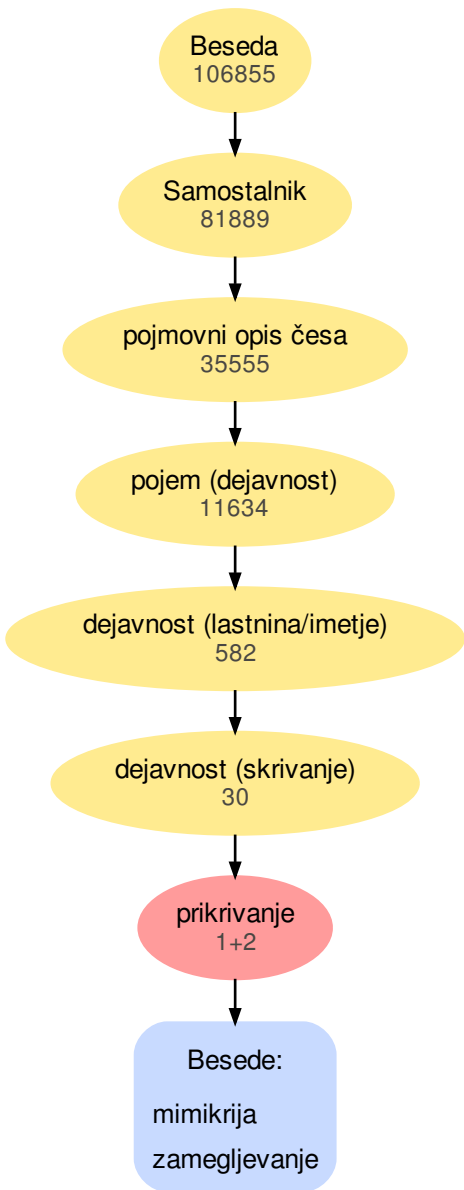 Beseda
106855
Samostalnik
81889
pojmovni opis česa
35555
pojem (dejavnost)
11634
dejavnost (lastnina/imetje)
582
dejavnost (skrivanje)
30
prikrivanje
1+2
Besede:
mimikrija
zamegljevanje